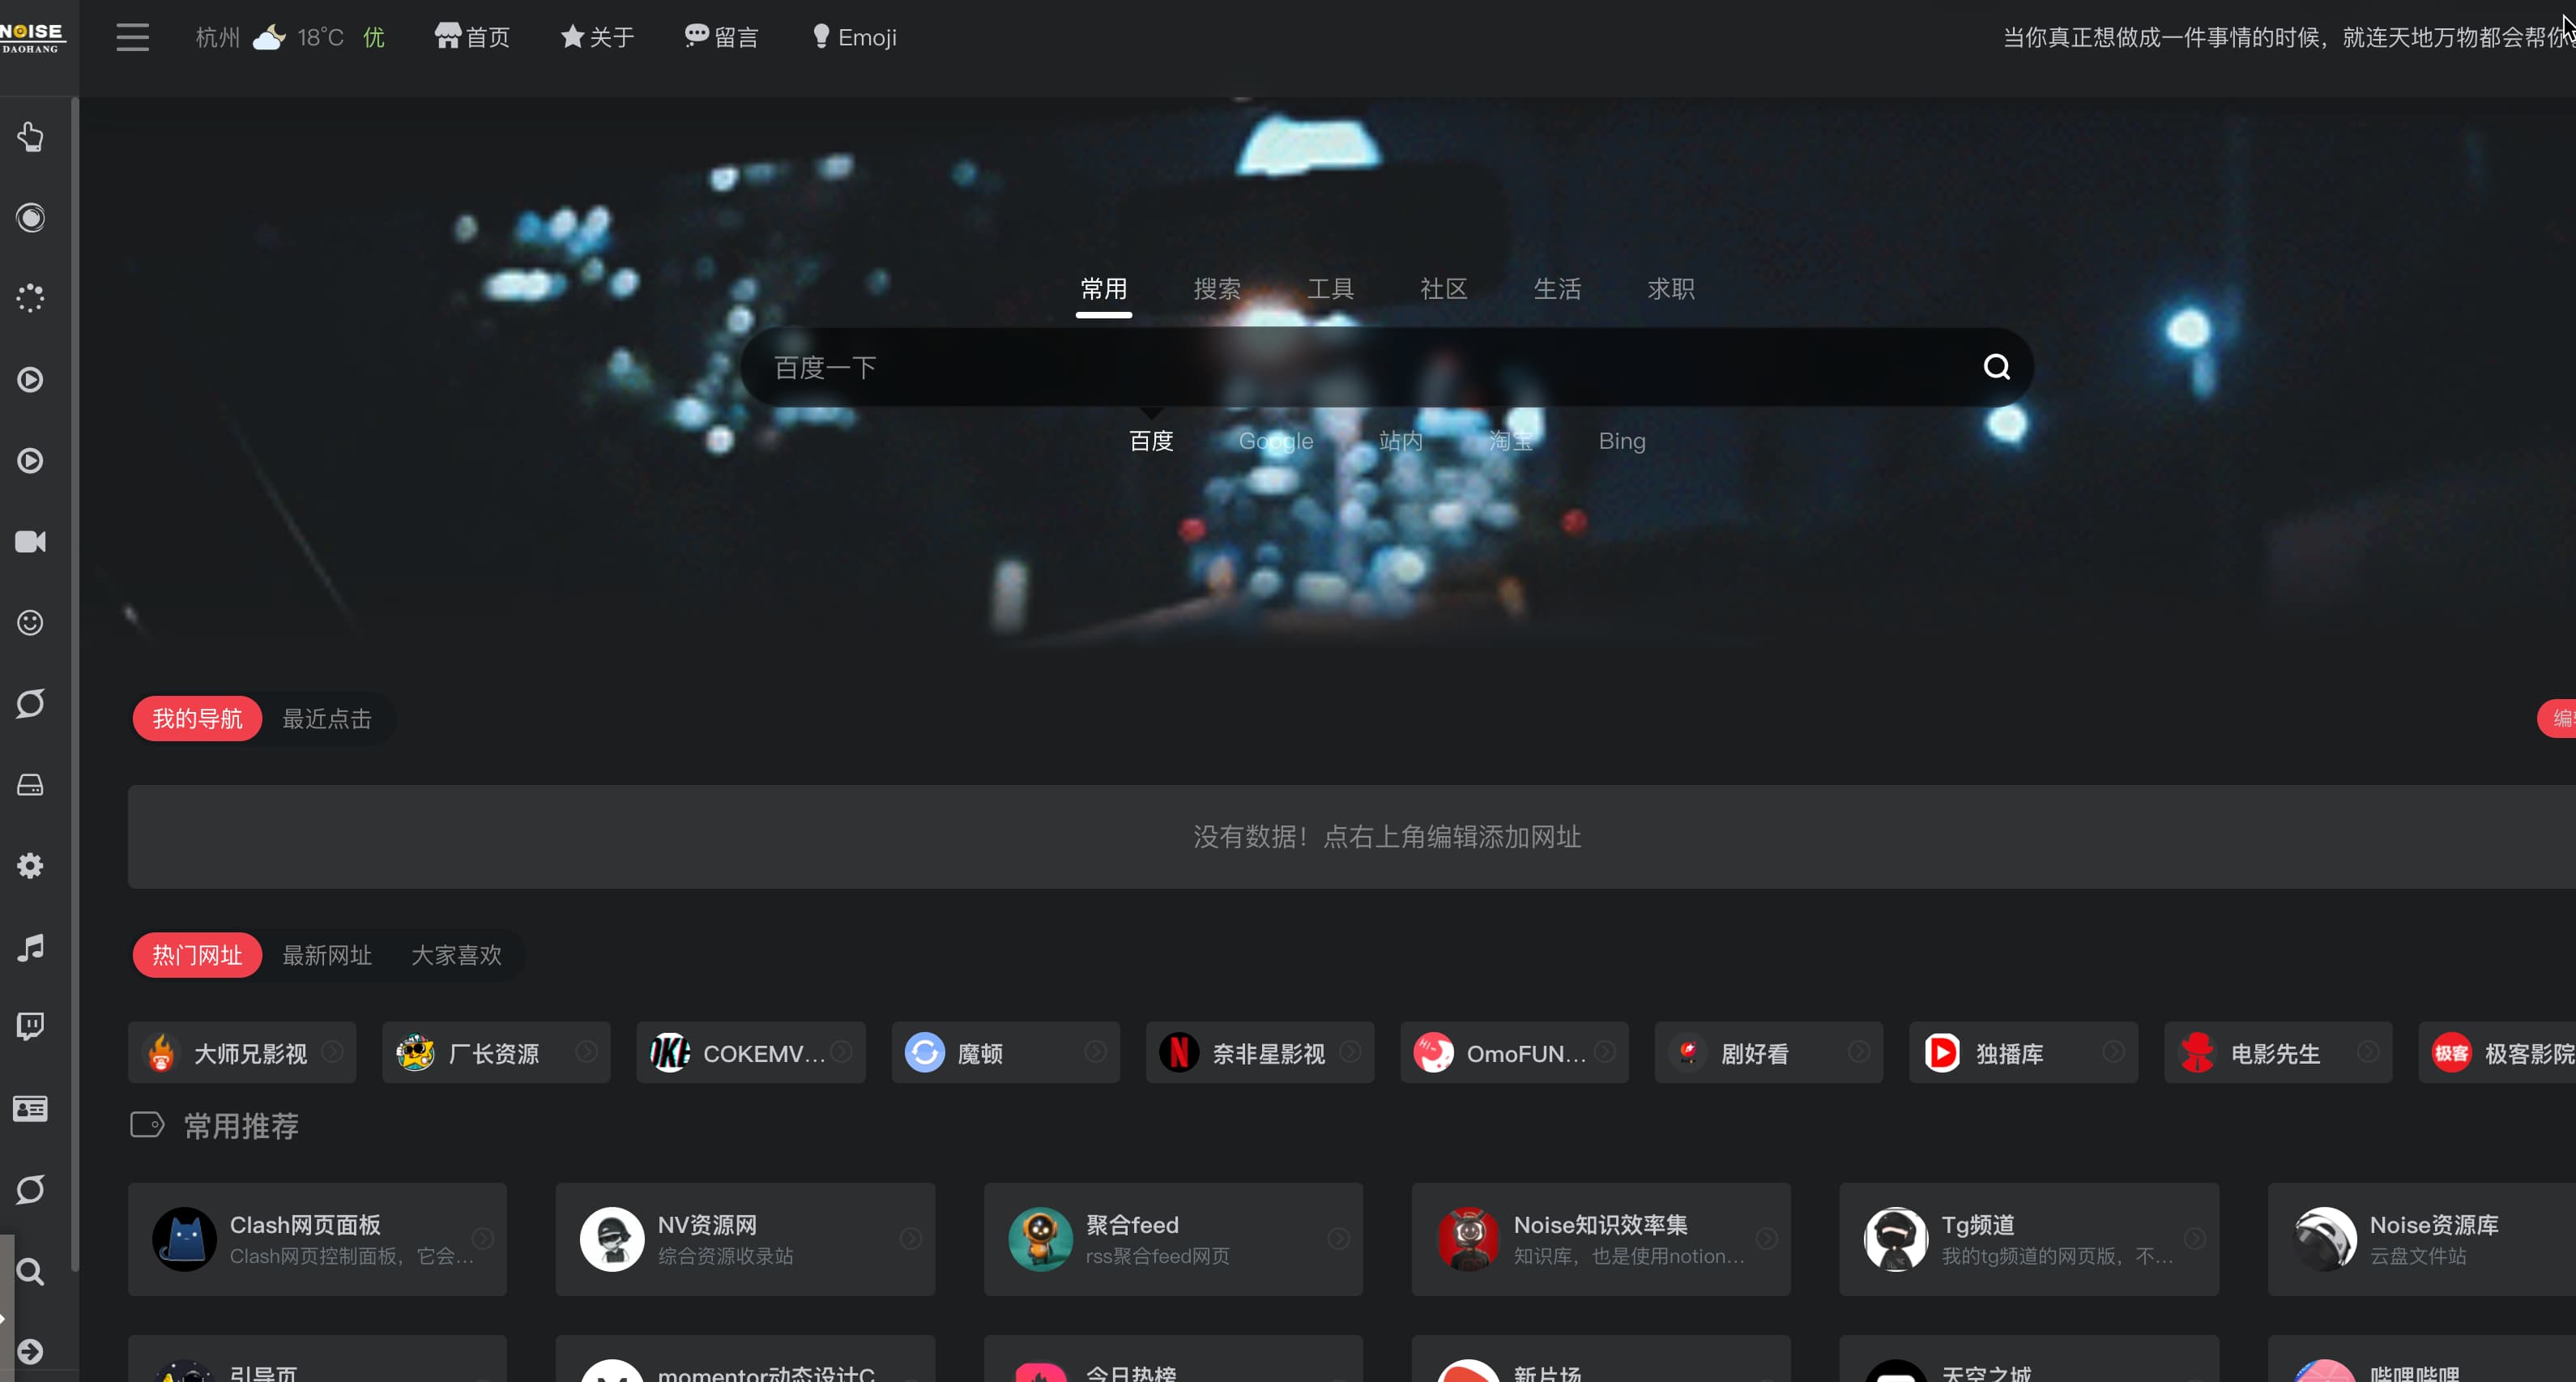 NOISE
DAOHANG
杭州 18°C 优 首页 关于 留言 Emoji
当你真正想做成一件事情的时候，就连天地万物都会帮你
常用 搜索 工具 社区 生活 求职
百度一下
百度 Google 站内 淘宝 Bing
我的导航 最近点击
没有数据！点右上角编辑添加网址
热门网址 最新网址 大家喜欢
大师兄影视 厂长资源 COKEMV... 魔顿 奈非星影视 OmoFUN... 剧好看 独播库 电影先生 极客 极客影院
常用推荐
Clash网页面板 NV资源网 聚合feed Noise知识效率集 Tg频道 Noise资源库
Clash网页控制面板，它会... 综合资源收录站 rss聚合feed网页 知识库，也是使用notion... 我的tg频道的网页版，不... 云盘文件站
引导页 momentor动态设计C 今日热榜 新片场 天空之城 哔哩哔哩